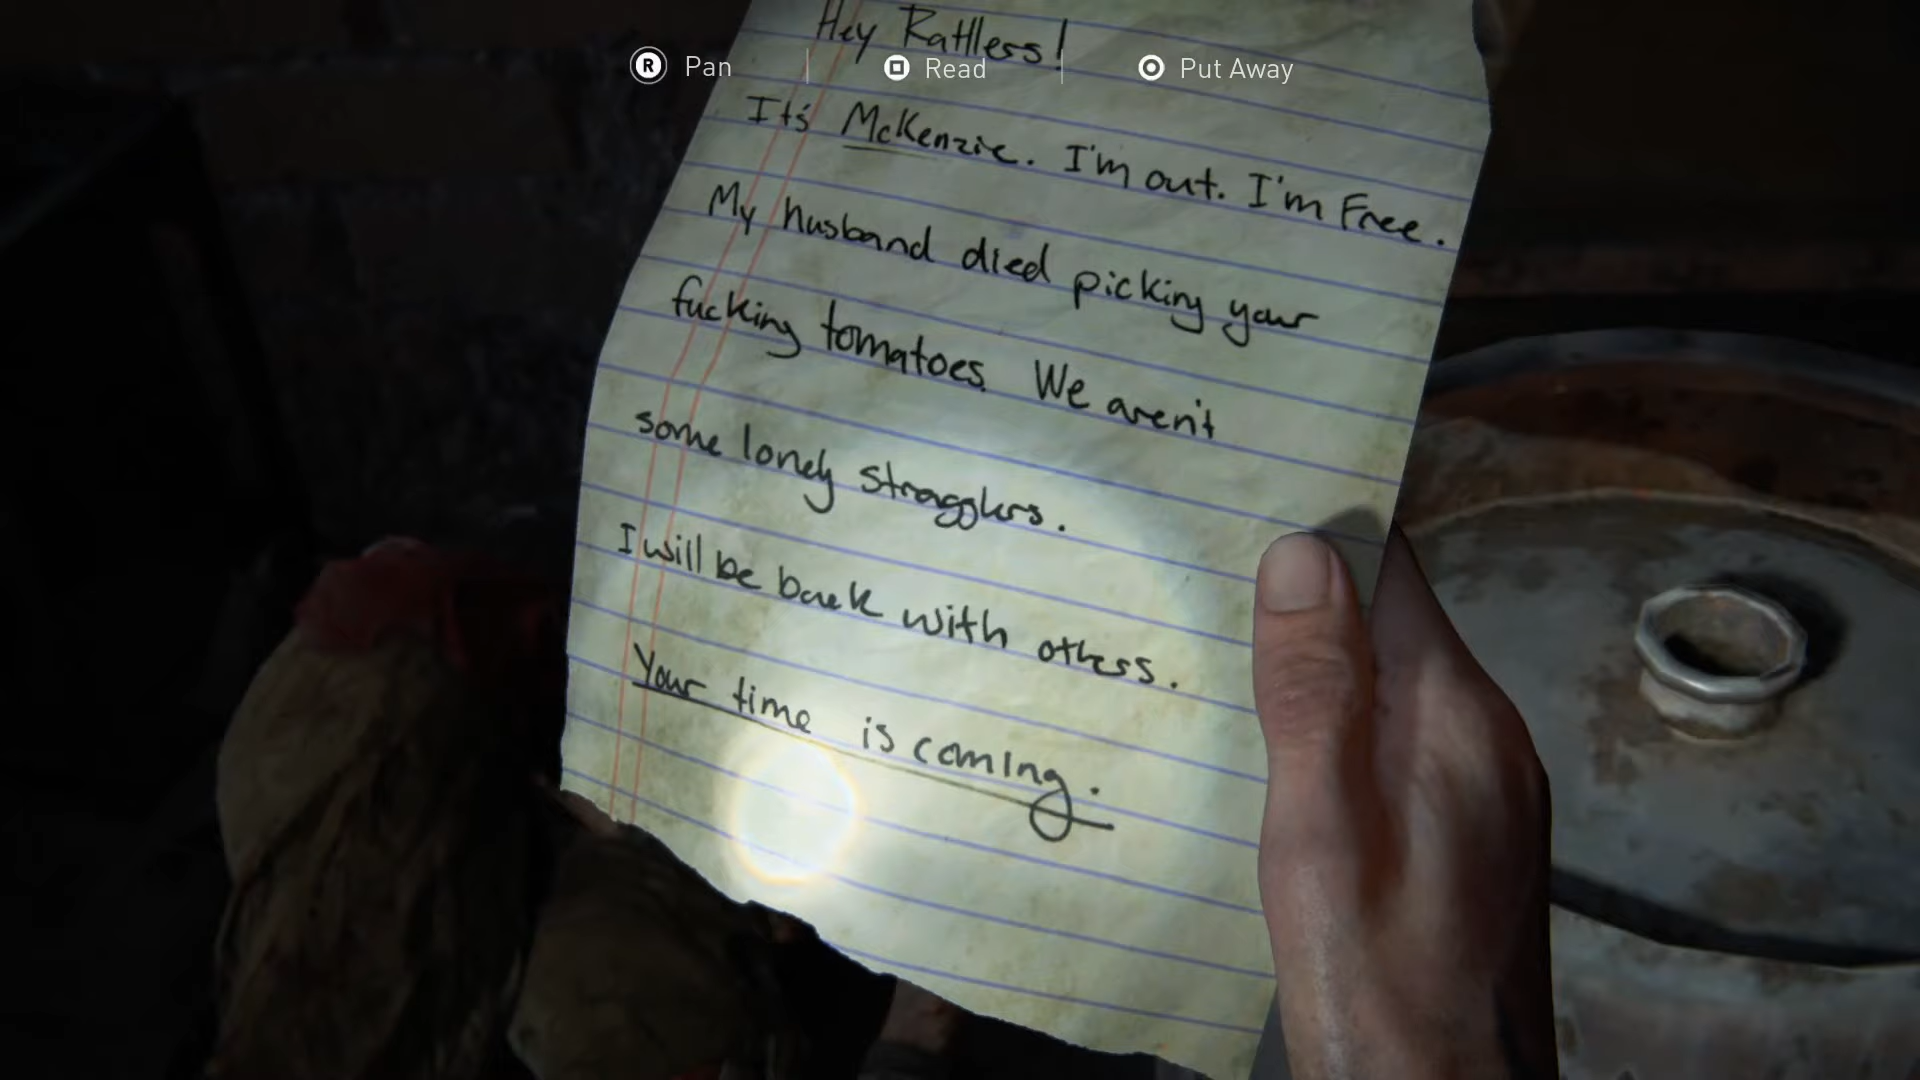 Hey Rattlers!
R Pan | Read | Put Away
It's McKenzie. I'm out. I'm Free.
My husband died picking your
fucking tomatoes. We aren't
some lonely stragglers.
I will be back with others.
Your time is coming.